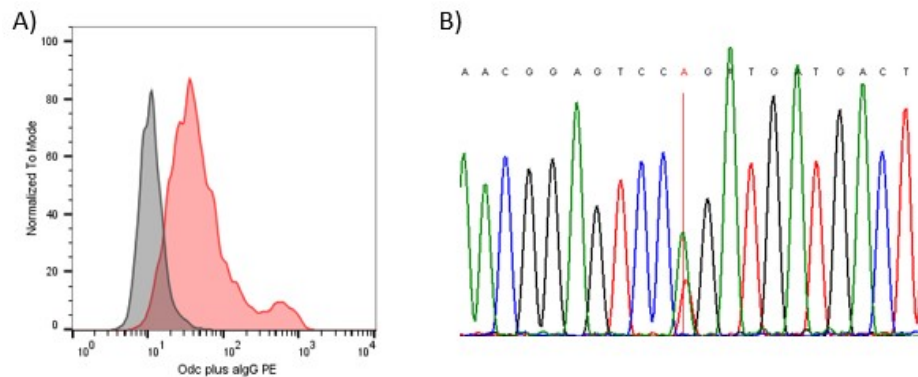 A)
B)
100
80
60
40
20
0
Normalized To Mode
10^0 10^1 10^2 10^3 10^4
Odc plus aIgG PE
A A C G G A G T C C A G A T G A T G A C T